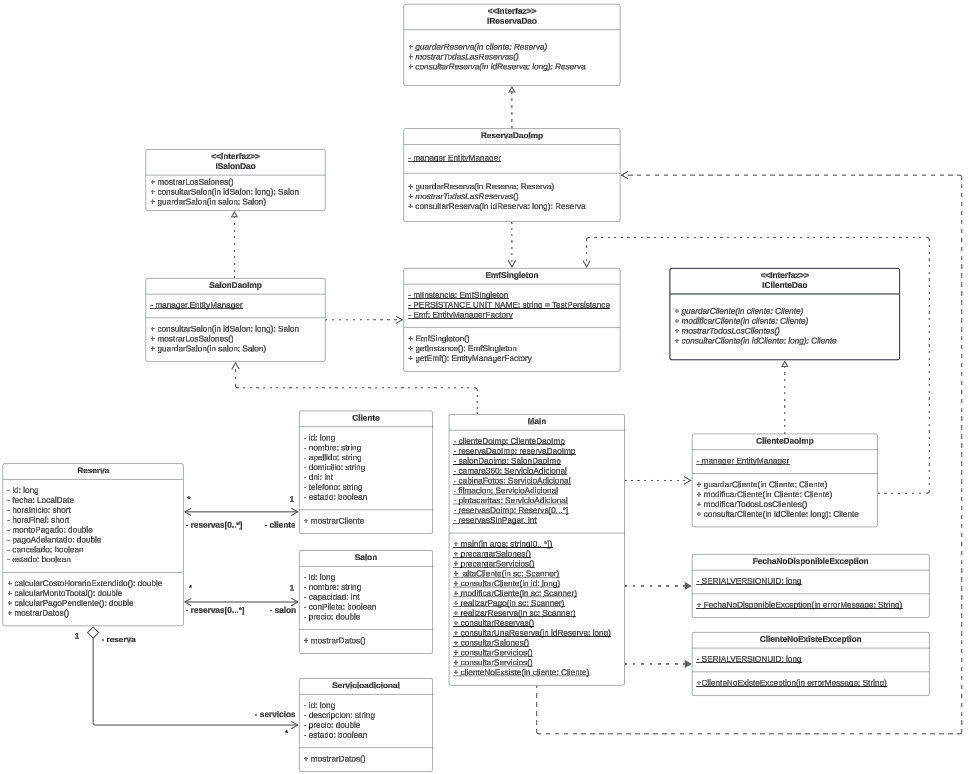 <<Interfaz>>
IReservaDao
+ guardarReserva(in cliente: Reserva)
+ mostrarTodasLasReservas()
+ consultarReserva(in idReserva: long): Reserva
ReservaDaoImp
- manager EntityManager
+ guardarReserva(in Reserva: Reserva)
+ mostrarTodasLasReservas()
+ consultarReserva(in idReserva: long): Reserva
<<Interfaz>>
ISalonDao
+ mostrarLosSalones()
+ consultarSalon(in idSalon: long): Salon
+ guardarSalon(in salon: Salon)
SalonDaoImp
- manager.EntityManager
+ consultarSalon(in idSalon: long): Salon
+ mostrarLosSalones()
+ guardarSalon(in salon: Salon)
EmfSingleton
- mIinstancia: EmfSingleton
- PERSISTANCE UNIT NAME: string = TestPersistance
- Emf: EntityManagerFactory
+ EmfSingleton()
+ getInstance(): EmfSingleton
+ getEmf(): EntityManagerFactory
<<Interfaz>>
IClienteDao
+ guardarCliente(in cliente: Cliente)
+ modificarCliente(in cliente: Cliente)
+ mostrarTodosLosClientes()
+ consultarCliente(in idCliente: long): Cliente
ClienteDaoImp
- manager EntityManager
+ guardarCliente(in Cliente: Cliente)
+ modificarCliente(in Cliente: Cliente)
+ modificarTodosLosClientes()
+ consultarCliente(in idCliente: long): Cliente
Cliente
- id: long
- nombre: string
- apellido: string
- domicilio: string
- dni: int
- telefono: string
- estado: boolean
+ mostrarCliente
Main
- clienteDoimp: ClienteDaoImp
- reservaDaoImp: reservaDaoImp
- salonDaoimp: SalonDaoImp
- camara360: ServicioAdicional
- cabinaFotos: ServicioAdicional
- filmacion: ServicioAdicional
- pintacaritas: ServicioAdicional
- reservasDoimp: Reserva[0...*]
- reservasSinPagar. int
+ main(in args: string[0.. *])
+ precargarSalones()
+ precargarServicios()
+ altaCliente(in sc: Scanner)
+ consultarCliente(in id: long)
+ modificarCliente(in sc: Scanner)
+ realizarPago(in sc: Scanner)
+ realizarReserva(in sc: Scanner)
+ consultarReservas()
+ consultarUnaReserva(in idReserva: long)
+ consultarSalones()
+ consultarServicios()
+ consultarServicios()
+ clienteNoExsiste(in cliente: Cliente)
Reserva
- id: long
- fecha: LocalDate
- horaInicio: short
- horaFinal: short
- montoPagado: double
- pagoAdelantado: double
- cancelado: boolean
- estado: boolean
+ calcularCostoHorarioExtendido(): double
+ calcularMontoTootal(): double
+ calcularPagoPendiente(): double
+ mostrarDatos()
*
1
- reservas[0...*]
- cliente
Salon
- id: long
- nombre: string
- capacidad: int
- conPileta: boolean
- precio: double
+ mostrarDatos()
*
1
- reservas[0...*]
- salon
1
- reserva
- servicios
*
Servicioadicional
- id: long
- descripcion: string
- precio: double
- estado: boolean
+ mostrarDatos()
FechaNoDisponibleException
- SERIALVERSIONUID: long
+ FechaNoDisponibleException(in errorMessage: String)
ClienteNoExisteException
- SERIALVERSIONUID: long
+ClienteNoExisteException(in errorMessage: String)